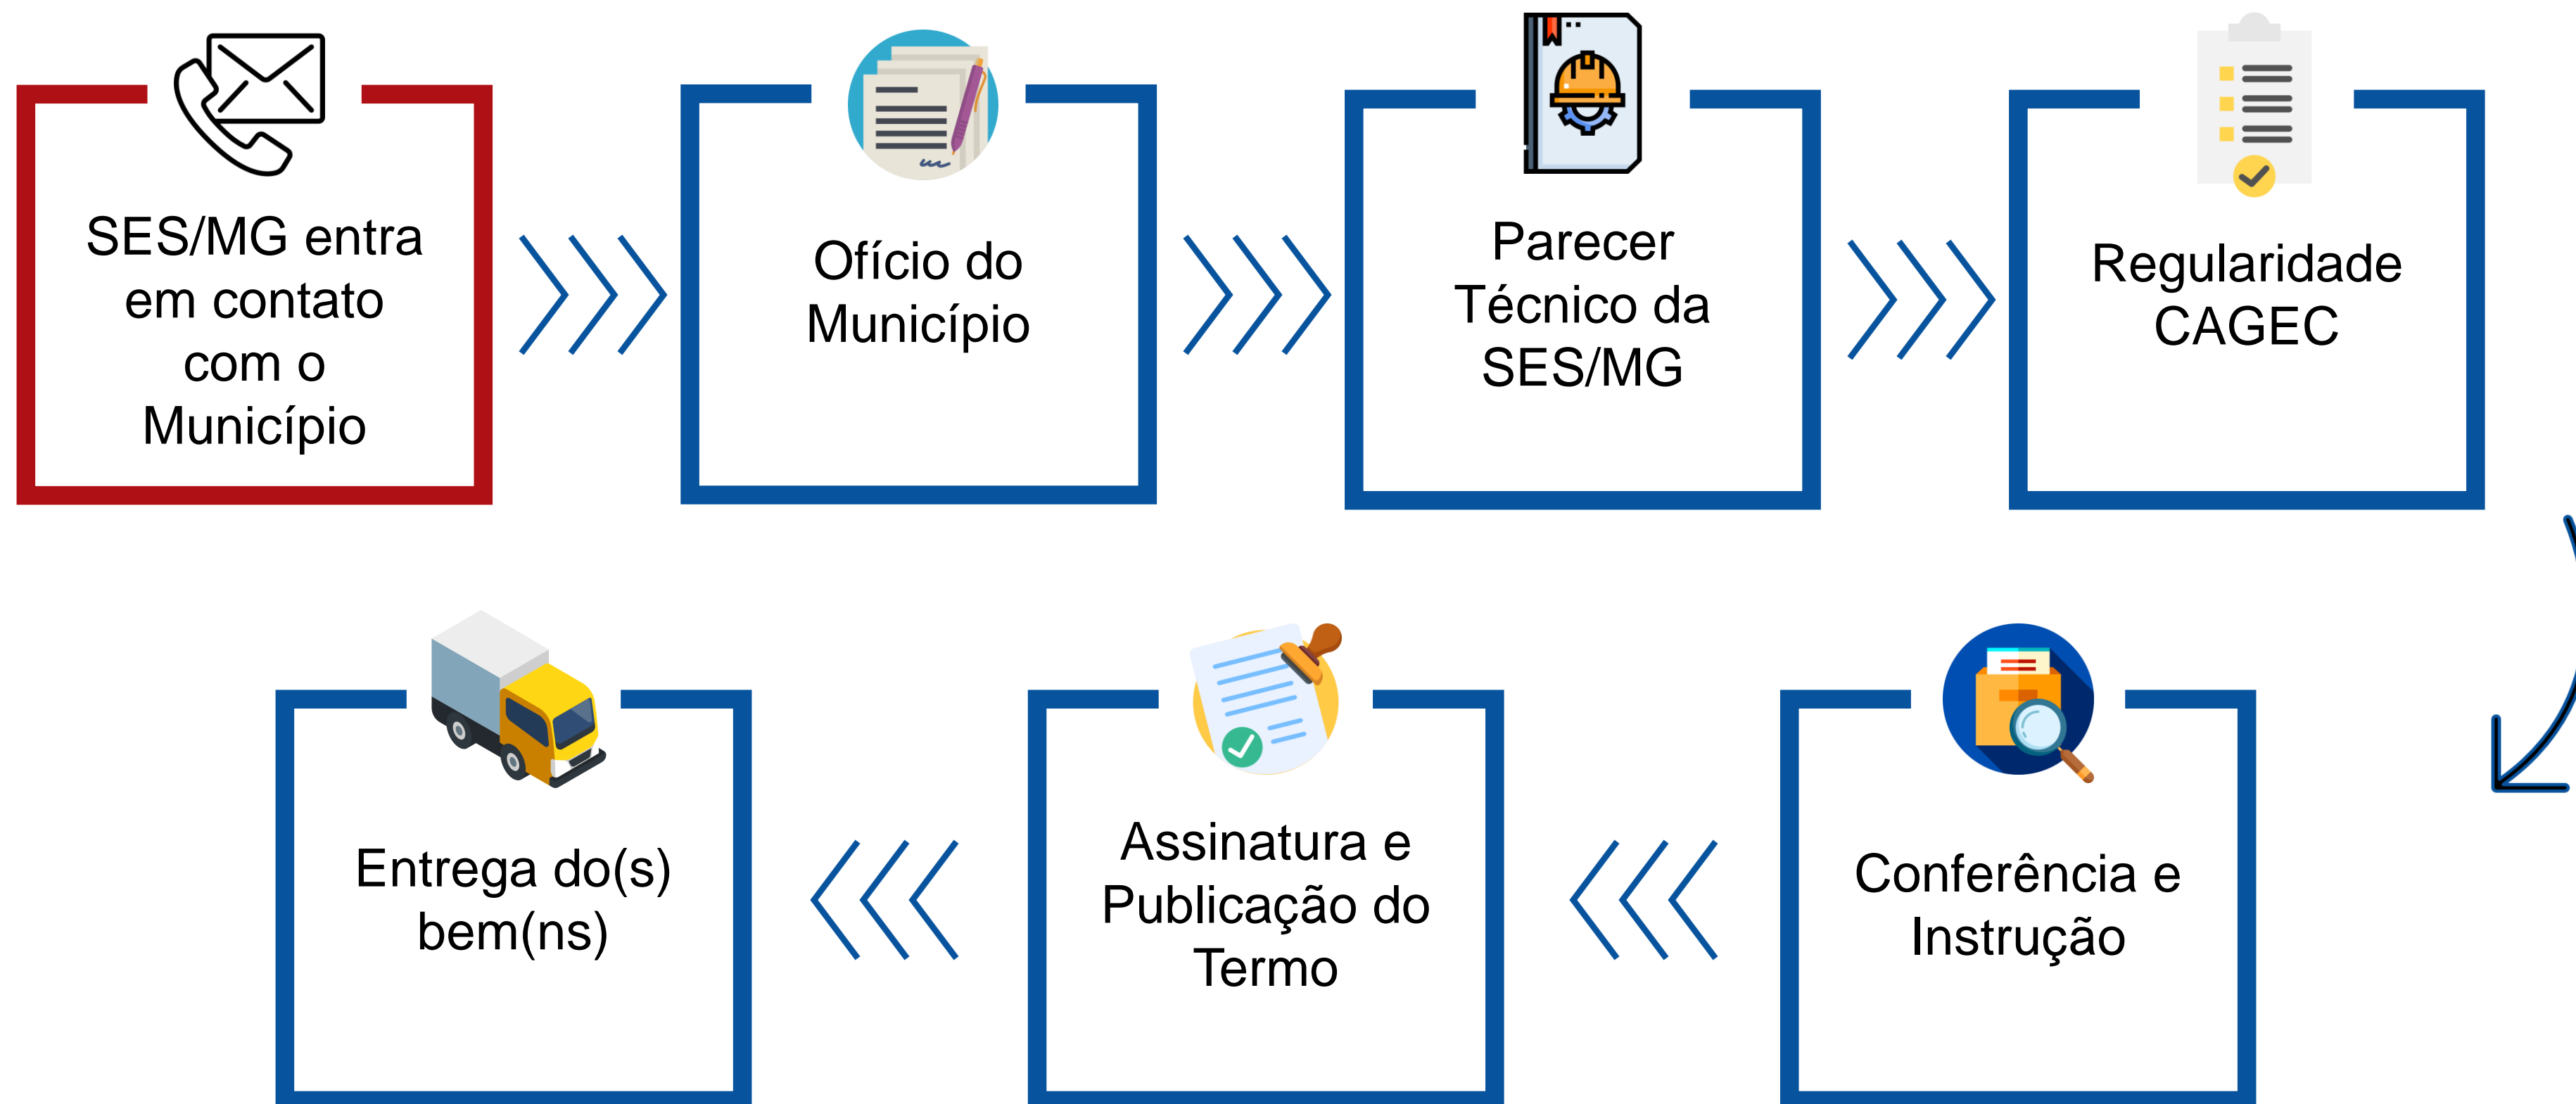 SES/MG entra
em contato
com o
Município
Ofício do
Município
Parecer
Técnico da
SES/MG
Regularidade
CAGEC
Conferência e
Instrução
Assinatura e
Publicação do
Termo
Entrega do(s)
bem(ns)